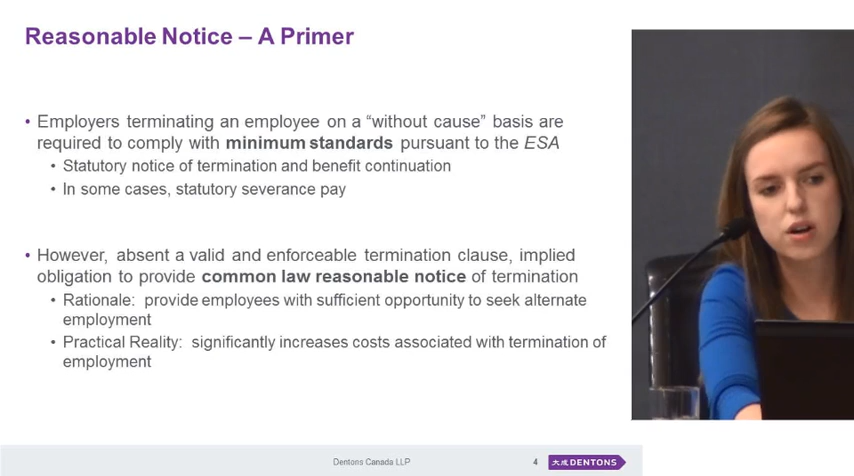 Reasonable Notice – A Primer
• Employers terminating an employee on a “without cause” basis are
required to comply with minimum standards pursuant to the ESA
• Statutory notice of termination and benefit continuation
• In some cases, statutory severance pay
• However, absent a valid and enforceable termination clause, implied
obligation to provide common law reasonable notice of termination
• Rationale: provide employees with sufficient opportunity to seek alternate
employment
• Practical Reality: significantly increases costs associated with termination of
employment
Dentons Canada LLP
4
大成 DENTONS